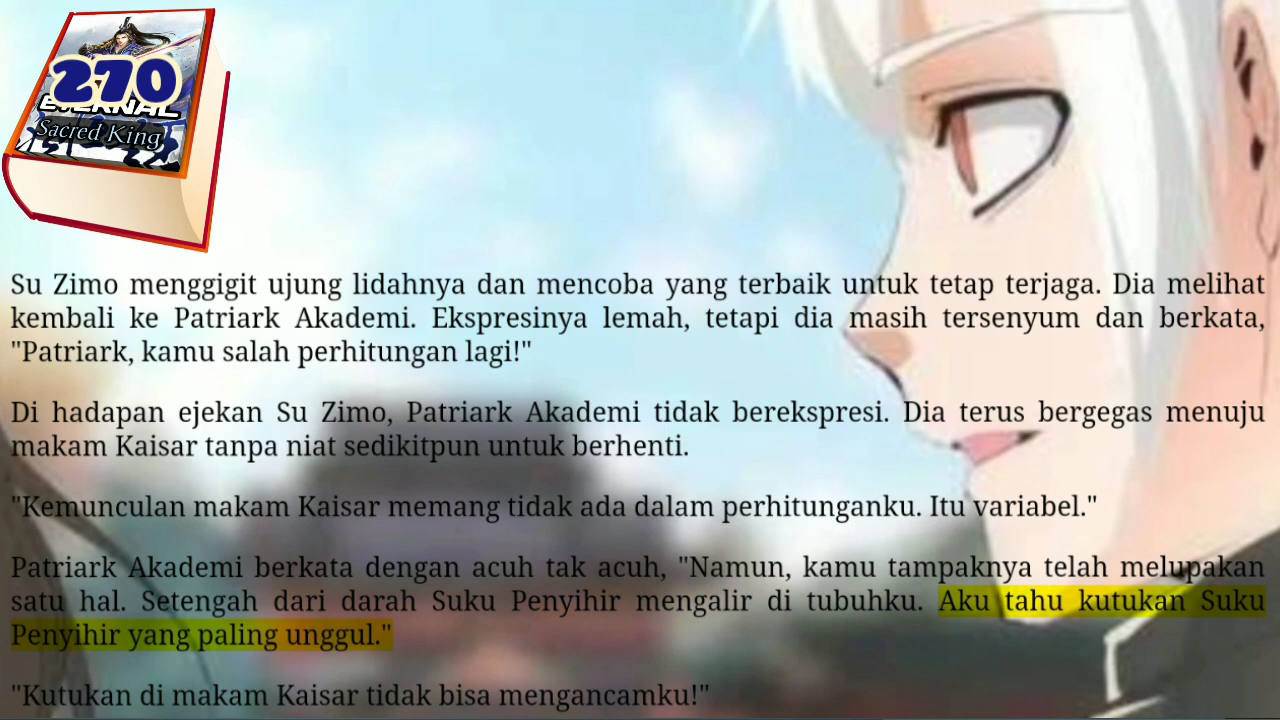 270
ETERNAL
Sacred King
Su Zimo menggigit ujung lidahnya dan mencoba yang terbaik untuk tetap terjaga. Dia melihat
kembali ke Patriark Akademi. Ekspresinya lemah, tetapi dia masih tersenyum dan berkata,
"Patriark, kamu salah perhitungan lagi!"
Di hadapan ejekan Su Zimo, Patriark Akademi tidak berekspresi. Dia terus bergegas menuju
makam Kaisar tanpa niat sedikitpun untuk berhenti.
"Kemunculan makam Kaisar memang tidak ada dalam perhitunganku. Itu variabel."
Patriark Akademi berkata dengan acuh tak acuh, "Namun, kamu tampaknya telah melupakan
satu hal. Setengah dari darah Suku Penyihir mengalir di tubuhku. Aku tahu kutukan Suku
Penyihir yang paling unggul."
"Kutukan di makam Kaisar tidak bisa mengancamku!"